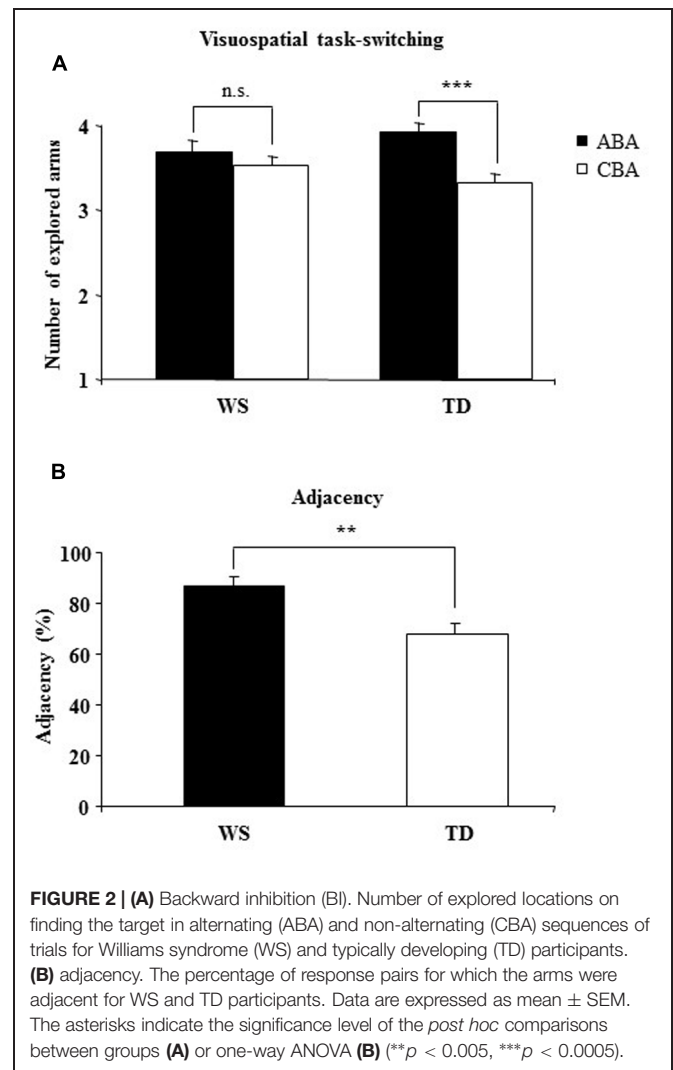 Visuospatial task-switching
A
n.s.
***
4
3
2
1
Number of explored arms
ABA
CBA
WS
TD
B
Adjacency
**
100
80
60
40
20
0
Adjacency (%)
WS
TD
FIGURE 2 | (A) Backward inhibition (BI). Number of explored locations on
finding the target in alternating (ABA) and non-alternating (CBA) sequences of
trials for Williams syndrome (WS) and typically developing (TD) participants.
(B) adjacency. The percentage of response pairs for which the arms were
adjacent for WS and TD participants. Data are expressed as mean ± SEM.
The asterisks indicate the significance level of the post hoc comparisons
between groups (A) or one-way ANOVA (B) (**p < 0.005, ***p < 0.0005).